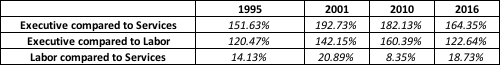 1995 2001 2010 2016
Executive compared to Services 151.63% 192.73% 182.13% 164.35%
Executive compared to Labor 120.47% 142.15% 160.39% 122.64%
Labor compared to Services 14.13% 20.89% 8.35% 18.73%